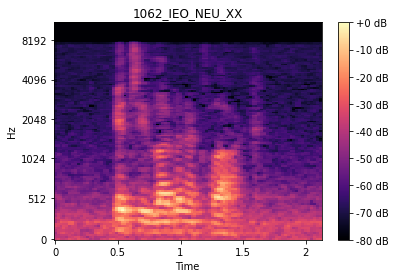 1062_IEO_NEU_XX
+0 dB
8192
-10 dB
4096
-20 dB
-30 dB
2048
Hz
-40 dB
1024
-50 dB
512
-60 dB
-70 dB
0
-80 dB
0 0.5 1 1.5 2
Time